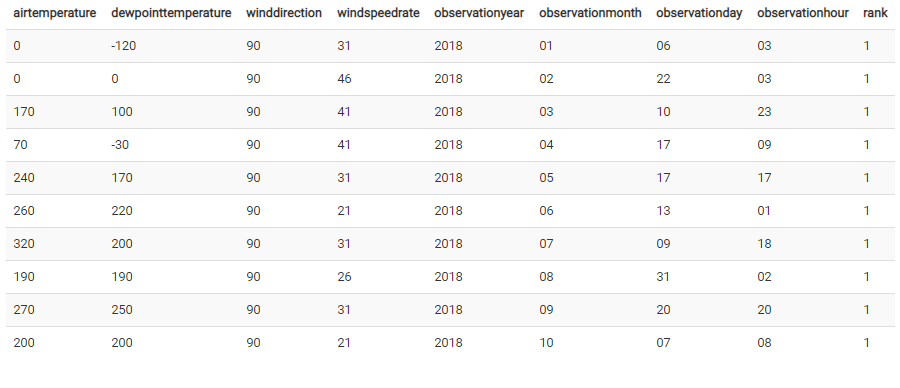 airtemperature dewpointtemperature winddirection windspeedrate observationyear observationmonth observationday observationhour rank
0 -120 90 31 2018 01 06 03 1
0 0 90 46 2018 02 22 03 1
170 100 90 41 2018 03 10 23 1
70 -30 90 41 2018 04 17 09 1
240 170 90 31 2018 05 17 17 1
260 220 90 21 2018 06 13 01 1
320 200 90 31 2018 07 09 18 1
190 190 90 26 2018 08 31 02 1
270 250 90 31 2018 09 20 20 1
200 200 90 21 2018 10 07 08 1